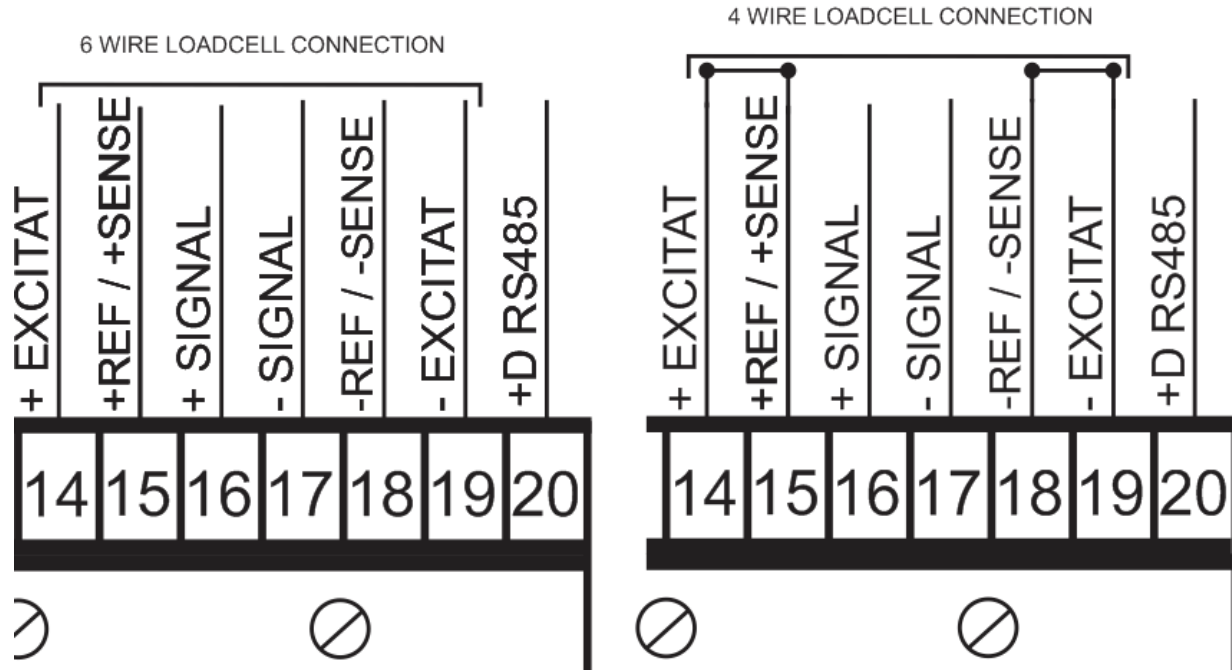 6 WIRE LOADCELL CONNECTION
+ EXCITAT
+REF / +SENSE
+ SIGNAL
- SIGNAL
-REF / -SENSE
- EXCITAT
+D RS485
14 15 16 17 18 19 20
4 WIRE LOADCELL CONNECTION
+ EXCITAT
+REF / +SENSE
+ SIGNAL
- SIGNAL
-REF / -SENSE
- EXCITAT
+D RS485
14 15 16 17 18 19 20